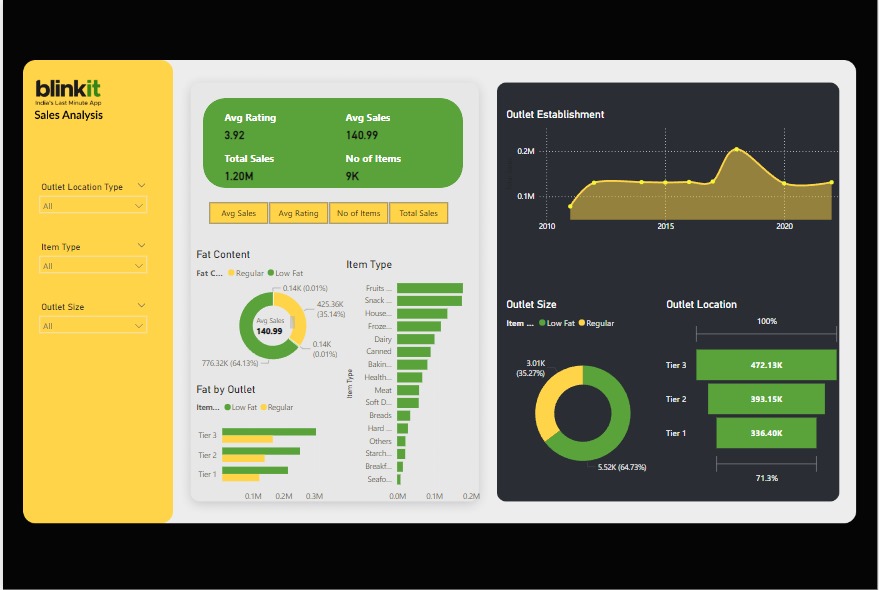 blinkit
India's Last Minute App
Sales Analysis
Outlet Location Type
All
Item Type
All
Outlet Size
All
Avg Rating
3.92
Avg Sales
140.99
Total Sales
1.20M
No of Items
9K
Avg Sales
Avg Rating
No of Items
Total Sales
Fat Content
Fat C... Regular Low Fat
0.14K (0.01%)
425.36K
(35.14%)
0.14K
(0.01%)
776.32K (64.13%)
Avg Sales
140.99
Fat by Outlet
Item... Low Fat Regular
Tier 3
Tier 2
Tier 1
0.1M 0.2M 0.3M
Item Type
Item Type
Fruits ...
Snack ...
House...
Froze...
Dairy
Canned
Bakin...
Health...
Meat
Soft D...
Breads
Hard ...
Others
Starch...
Breakf...
Seafo...
0.0M 0.1M 0.2M
Outlet Establishment
0.2M
0.1M
2010 2015 2020
Outlet Size
Item ... Low Fat Regular
3.01K
(35.27%)
5.52K (64.73%)
Outlet Location
100%
Tier 3 472.13K
Tier 2 393.15K
Tier 1 336.40K
71.3%